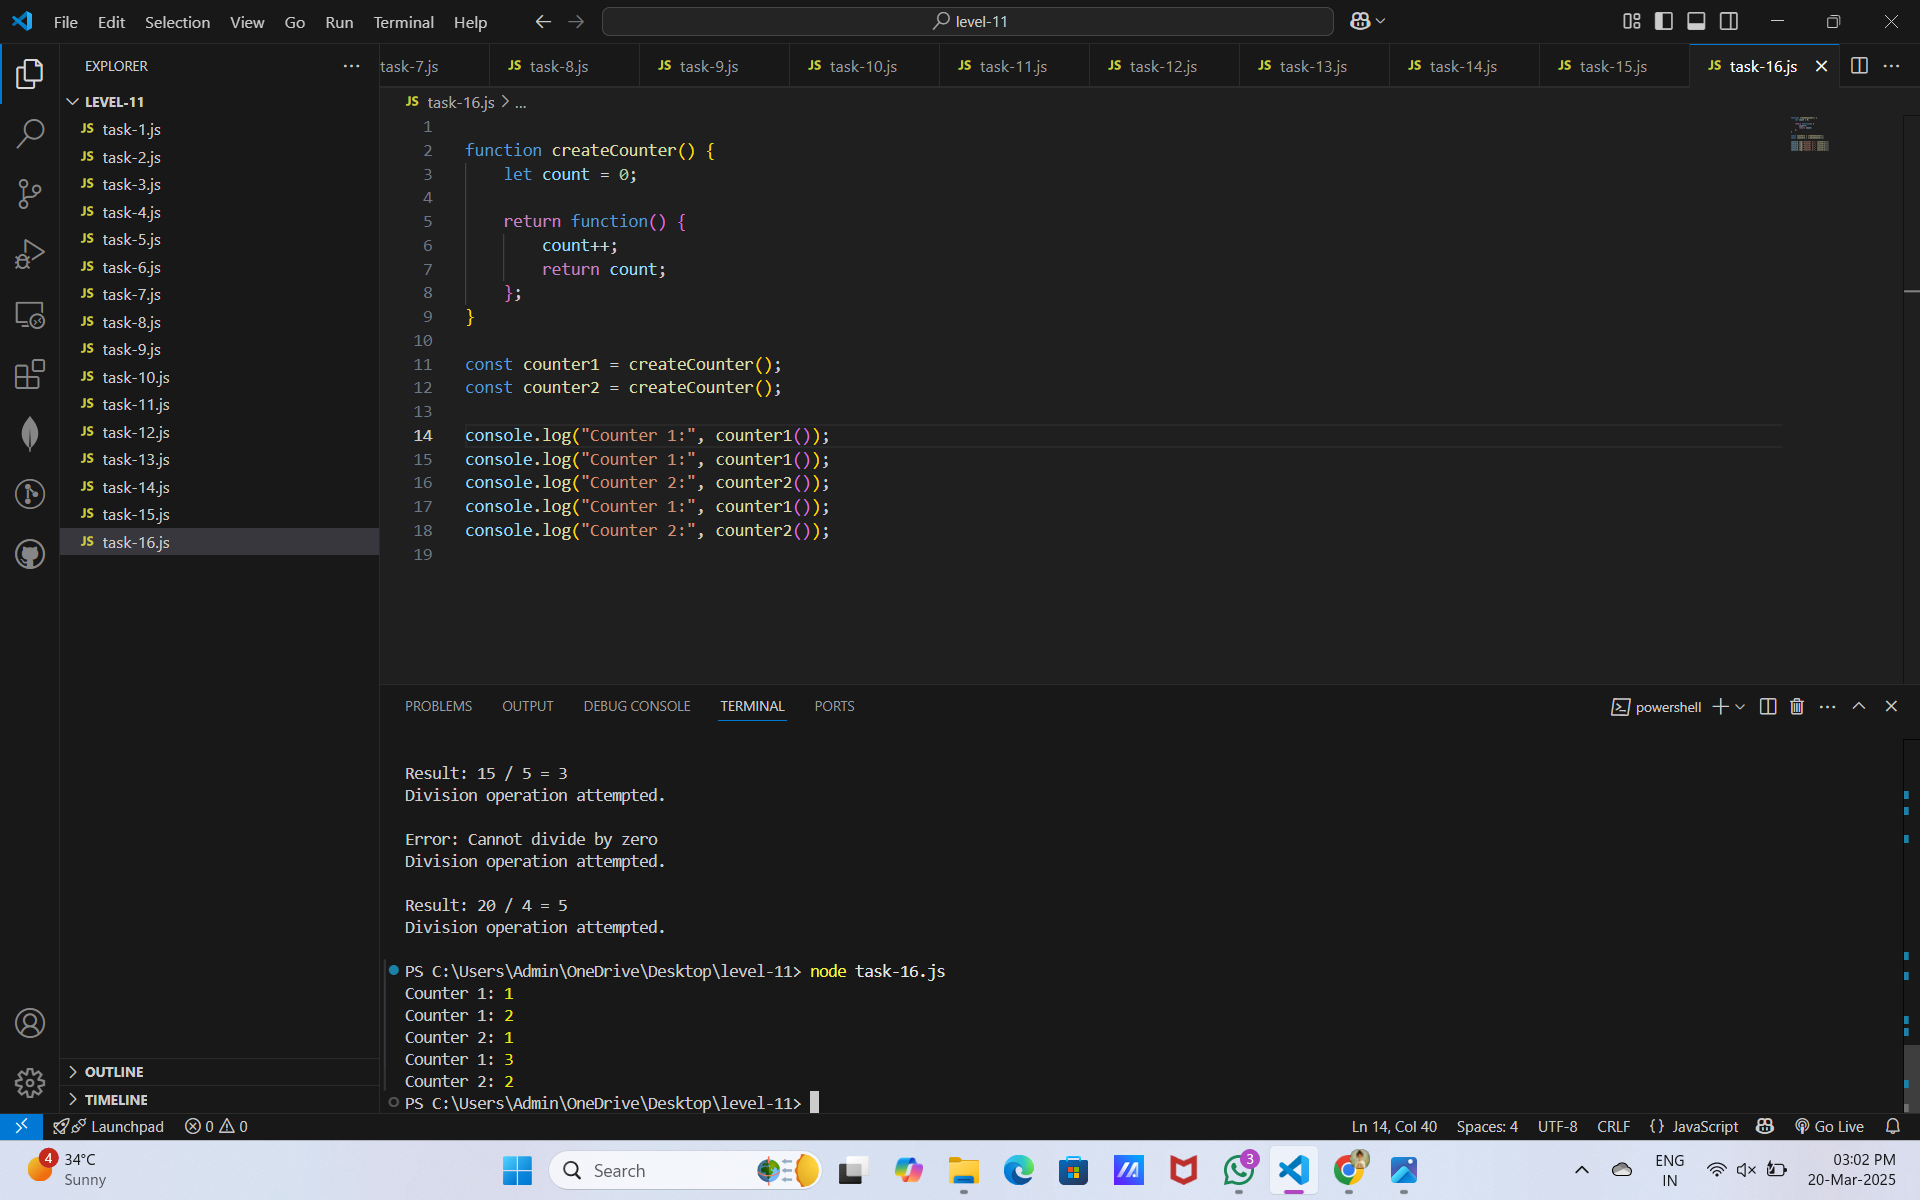 File Edit Selection View Go Run Terminal Help
level-11
EXPLORER
task-7.js
JS task-8.js
JS task-9.js
JS task-10.js
JS task-11.js
JS task-12.js
JS task-13.js
JS task-14.js
JS task-15.js
JS task-16.js
LEVEL-11
JS task-1.js
JS task-2.js
JS task-3.js
JS task-4.js
JS task-5.js
JS task-6.js
JS task-7.js
JS task-8.js
JS task-9.js
JS task-10.js
JS task-11.js
JS task-12.js
JS task-13.js
JS task-14.js
JS task-15.js
JS task-16.js
OUTLINE
TIMELINE
JS task-16.js > ...
1
2 function createCounter() {
3 let count = 0;
4
5 return function() {
6 count++;
7 return count;
8 };
9 }
10
11 const counter1 = createCounter();
12 const counter2 = createCounter();
13
14 console.log("Counter 1:", counter1());
15 console.log("Counter 1:", counter1());
16 console.log("Counter 2:", counter2());
17 console.log("Counter 1:", counter1());
18 console.log("Counter 2:", counter2());
19
PROBLEMS OUTPUT DEBUG CONSOLE TERMINAL PORTS
powershell
Result: 15 / 5 = 3
Division operation attempted.
Error: Cannot divide by zero
Division operation attempted.
Result: 20 / 4 = 5
Division operation attempted.
PS C:\Users\Admin\OneDrive\Desktop\level-11> node task-16.js
Counter 1: 1
Counter 1: 2
Counter 2: 1
Counter 1: 3
Counter 2: 2
PS C:\Users\Admin\OneDrive\Desktop\level-11>
Launchpad 0 0
Ln 14, Col 40 Spaces: 4 UTF-8 CRLF {} JavaScript Go Live
4
34°C
Sunny
Search
3
ENG
IN
03:02 PM
20-Mar-2025